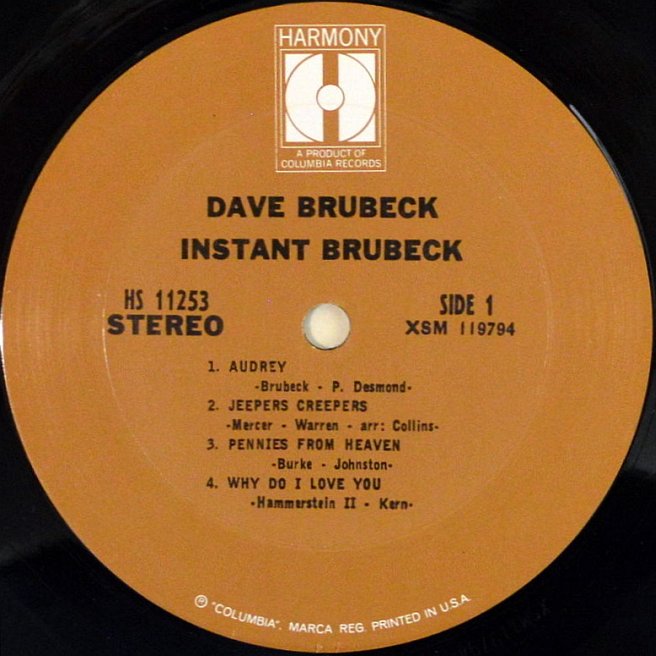 HARMONY
A PRODUCT OF
COLUMBIA RECORDS
DAVE BRUBECK
INSTANT BRUBECK
HS 11253
STEREO
SIDE 1
XSM 119794
1. AUDREY
-Brubeck - P. Desmond-
2. JEEPERS CREEPERS
-Mercer - Warren - arr: Collins-
3. PENNIES FROM HEAVEN
-Burke - Johnston-
4. WHY DO I LOVE YOU
-Hammerstein II - Kern-
® "COLUMBIA". MARCA REG. PRINTED IN U.S.A.